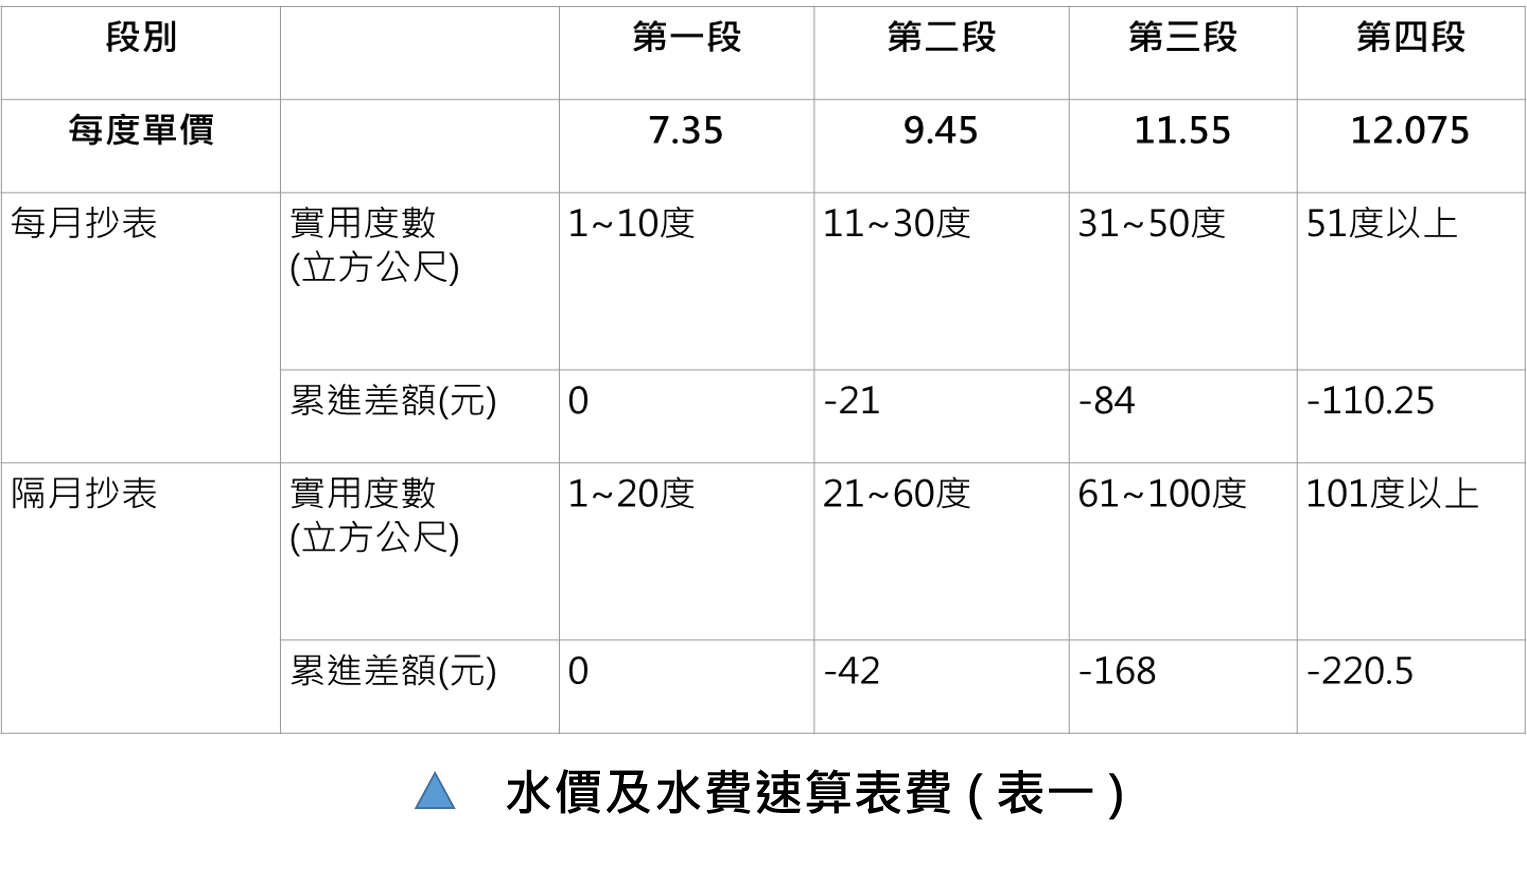 段別 第一段 第二段 第三段 第四段
每度單價 7.35 9.45 11.55 12.075
每月抄表 實用度數 1~10度 11~30度 31~50度 51度以上
(立方公尺)
累進差額(元) 0 -21 -84 -110.25
隔月抄表 實用度數 1~20度 21~60度 61~100度 101度以上
(立方公尺)
累進差額(元) 0 -42 -168 -220.5
水價及水費速算表費 ( 表一 )